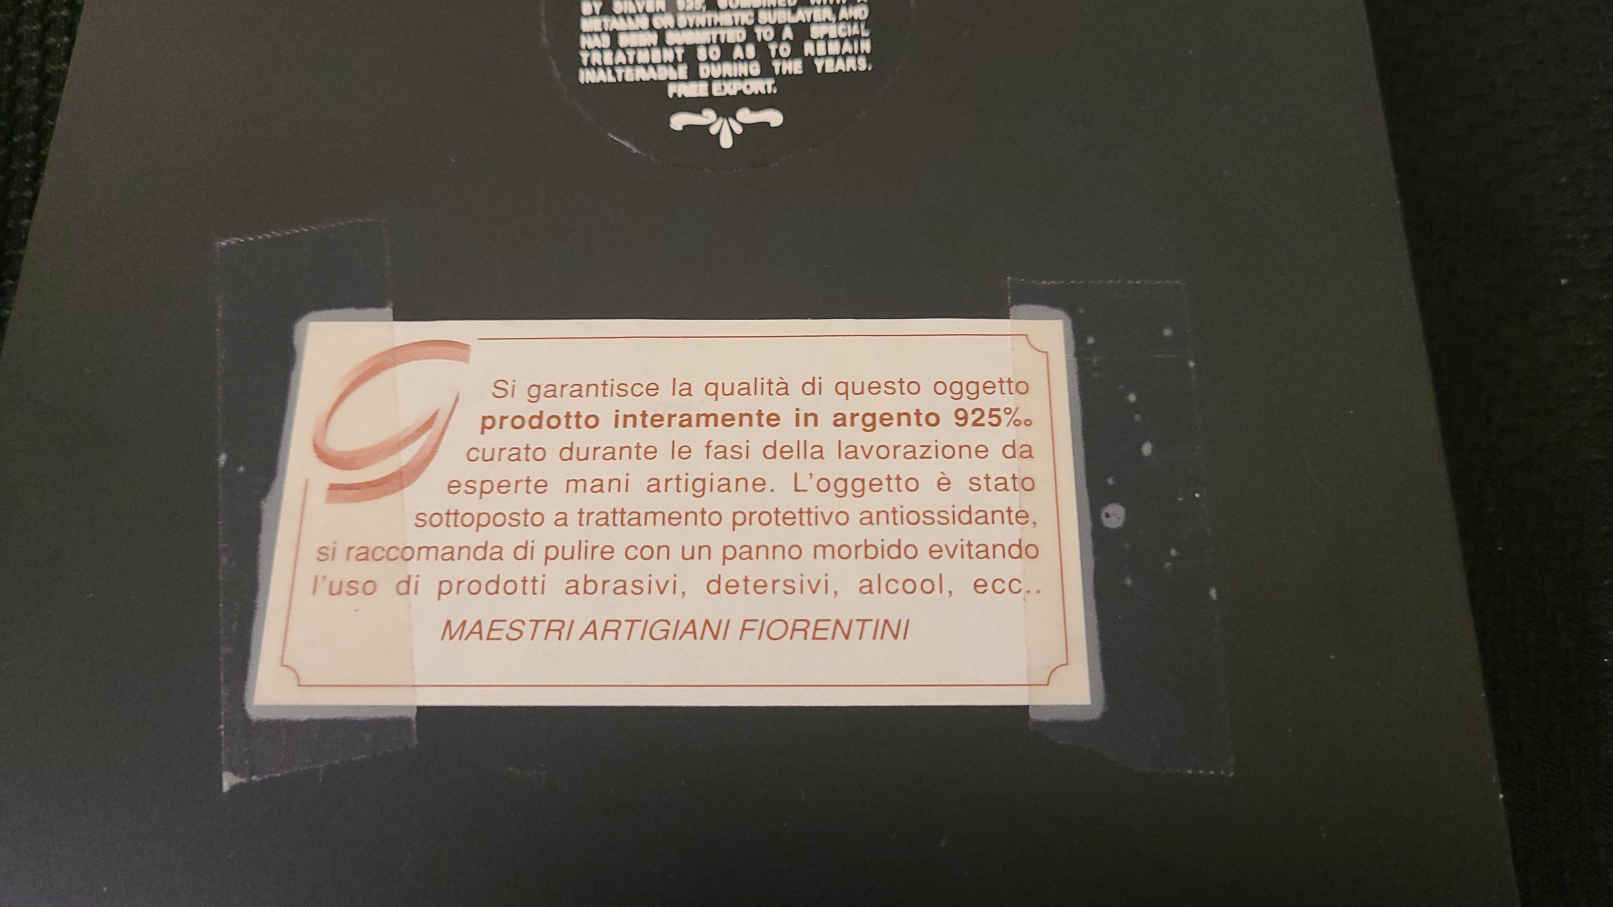 BY SILVER 925, COMBINED WITH A
METALLIC OR SYNTHETIC SUBLAYER, AND
HAS BEEN SUBMITTED TO A SPECIAL
TREATMENT SO AS TO REMAIN
INALTERABLE DURING THE YEARS.
FREE EXPORT.
Si garantisce la qualità di questo oggetto
prodotto interamente in argento 925‰
curato durante le fasi della lavorazione da
esperte mani artigiane. L'oggetto è stato
sottoposto a trattamento protettivo antiossidante,
si raccomanda di pulire con un panno morbido evitando
l'uso di prodotti abrasivi, detersivi, alcool, ecc..
MAESTRI ARTIGIANI FIORENTINI